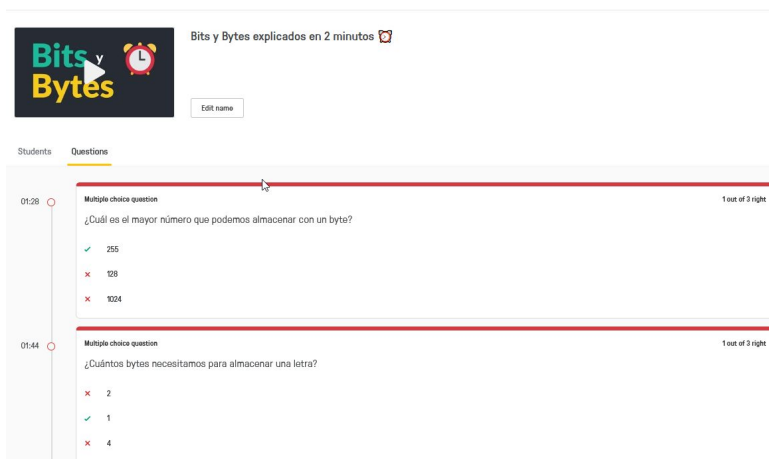 Bits y
Bytes
Bits y Bytes explicados en 2 minutos
Edit name
Students Questions
01:28
Multiple choice question 1 out of 3 right
¿Cuál es el mayor número que podemos almacenar con un byte?
255
128
1024
01:44
Multiple choice question 1 out of 3 right
¿Cuántos bytes necesitamos para almacenar una letra?
2
1
4